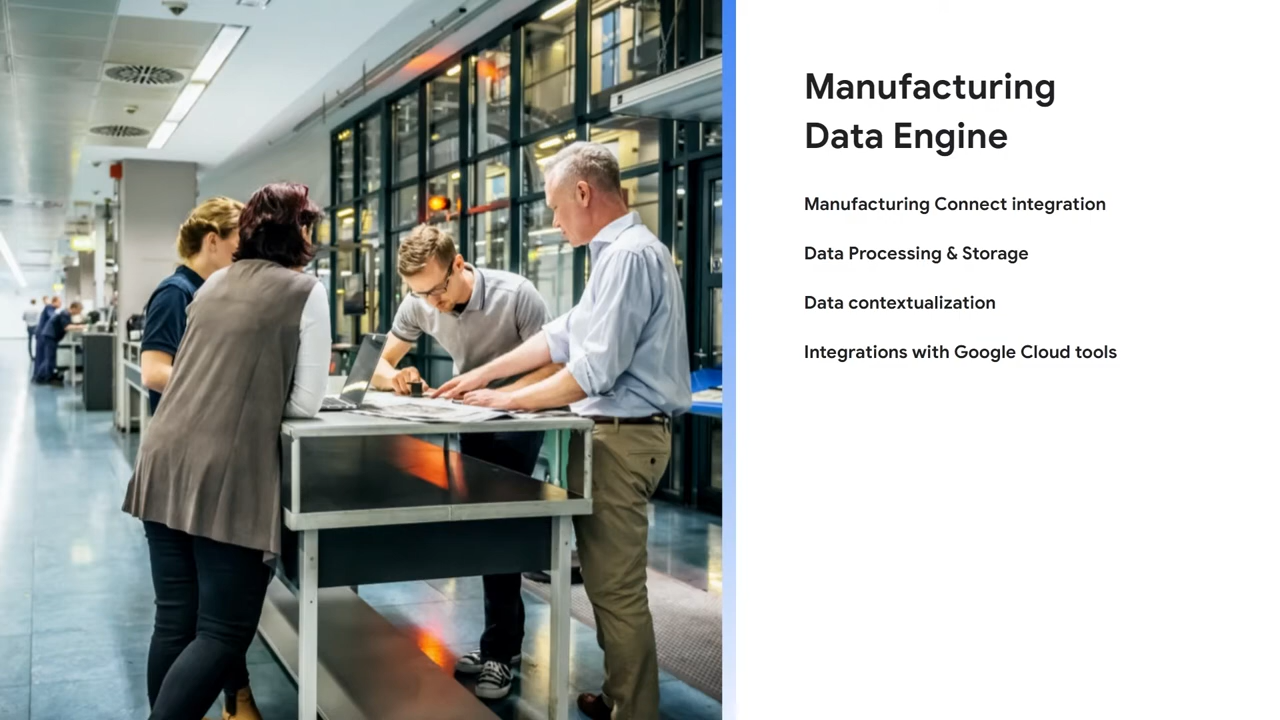 Manufacturing
Data Engine
Manufacturing Connect integration
Data Processing & Storage
Data contextualization
Integrations with Google Cloud tools